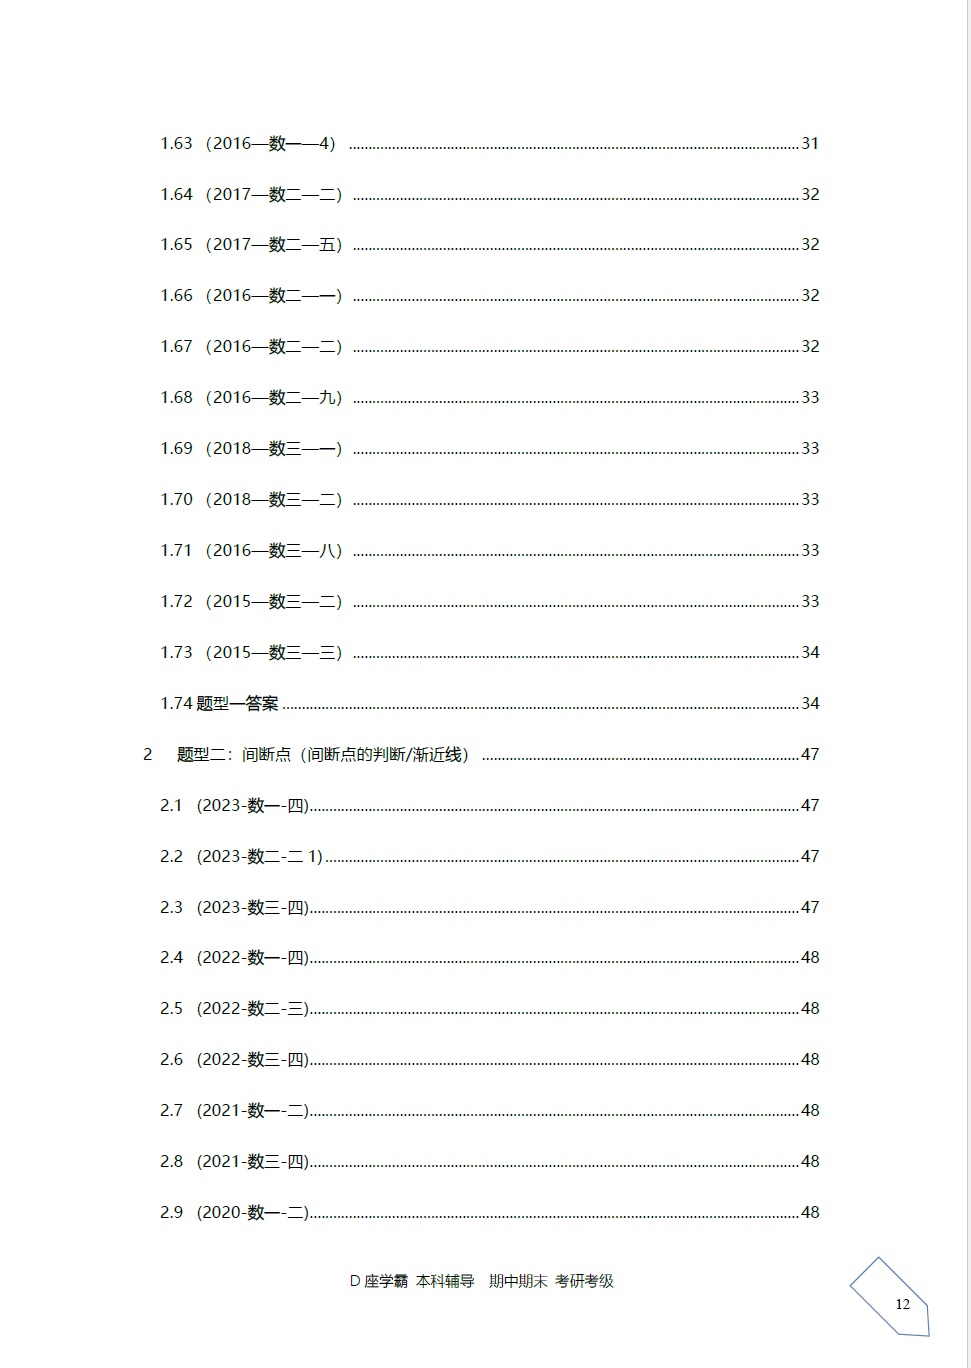 1.63 （2016—数一—4） 31
1.64 （2017—数二—二） 32
1.65 （2017—数二—五） 32
1.66 （2016—数二—一） 32
1.67 （2016—数二—二） 32
1.68 （2016—数二—九） 33
1.69 （2018—数三—一） 33
1.70 （2018—数三—二） 33
1.71 （2016—数三—八） 33
1.72 （2015—数三—二） 33
1.73 （2015—数三—三） 34
1.74 题型一答案 34
2 题型二：间断点（间断点的判断/渐近线） 47
2.1 (2023-数一-四) 47
2.2 (2023-数二-二 1) 47
2.3 (2023-数三-四) 47
2.4 (2022-数一-四) 48
2.5 (2022-数二-三) 48
2.6 (2022-数三-四) 48
2.7 (2021-数一-二) 48
2.8 (2021-数三-四) 48
2.9 (2020-数一-二) 48
D 座学霸 本科辅导 期中期末 考研考级
12